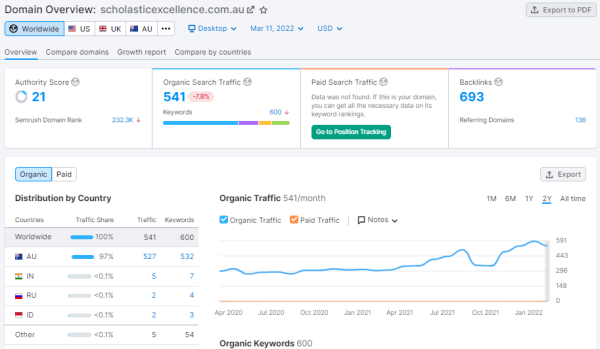 Domain Overview: scholasticexcellence.com.au
Export to PDF
Worldwide US UK AU ••• Desktop Mar 11, 2022 USD
Overview Compare domains Growth report Compare by countries
Authority Score
21
Semrush Domain Rank 232.3K ↓
Organic Search Traffic
541 -7.8%
Keywords 600 ↓
Paid Search Traffic
Data was not found. If this is your domain,
you can get all the necessary data on its
keyword rankings.
Go to Position Tracking
Backlinks
693
Referring Domains 136
Organic Paid
Export
Distribution by Country
Countries Traffic Share Traffic Keywords
Worldwide 100% 541 600
AU 97% 527 532
IN <0.1% 5 7
RU <0.1% 2 4
ID <0.1% 2 3
Other <0.1% 5 54
Organic Traffic 541/month
1M 6M 1Y 2Y All time
Organic Traffic Paid Traffic Notes
591
443
296
148
0
Apr 2020 Jul 2020 Oct 2020 Jan 2021 Apr 2021 Jul 2021 Oct 2021 Jan 2022
Organic Keywords 600